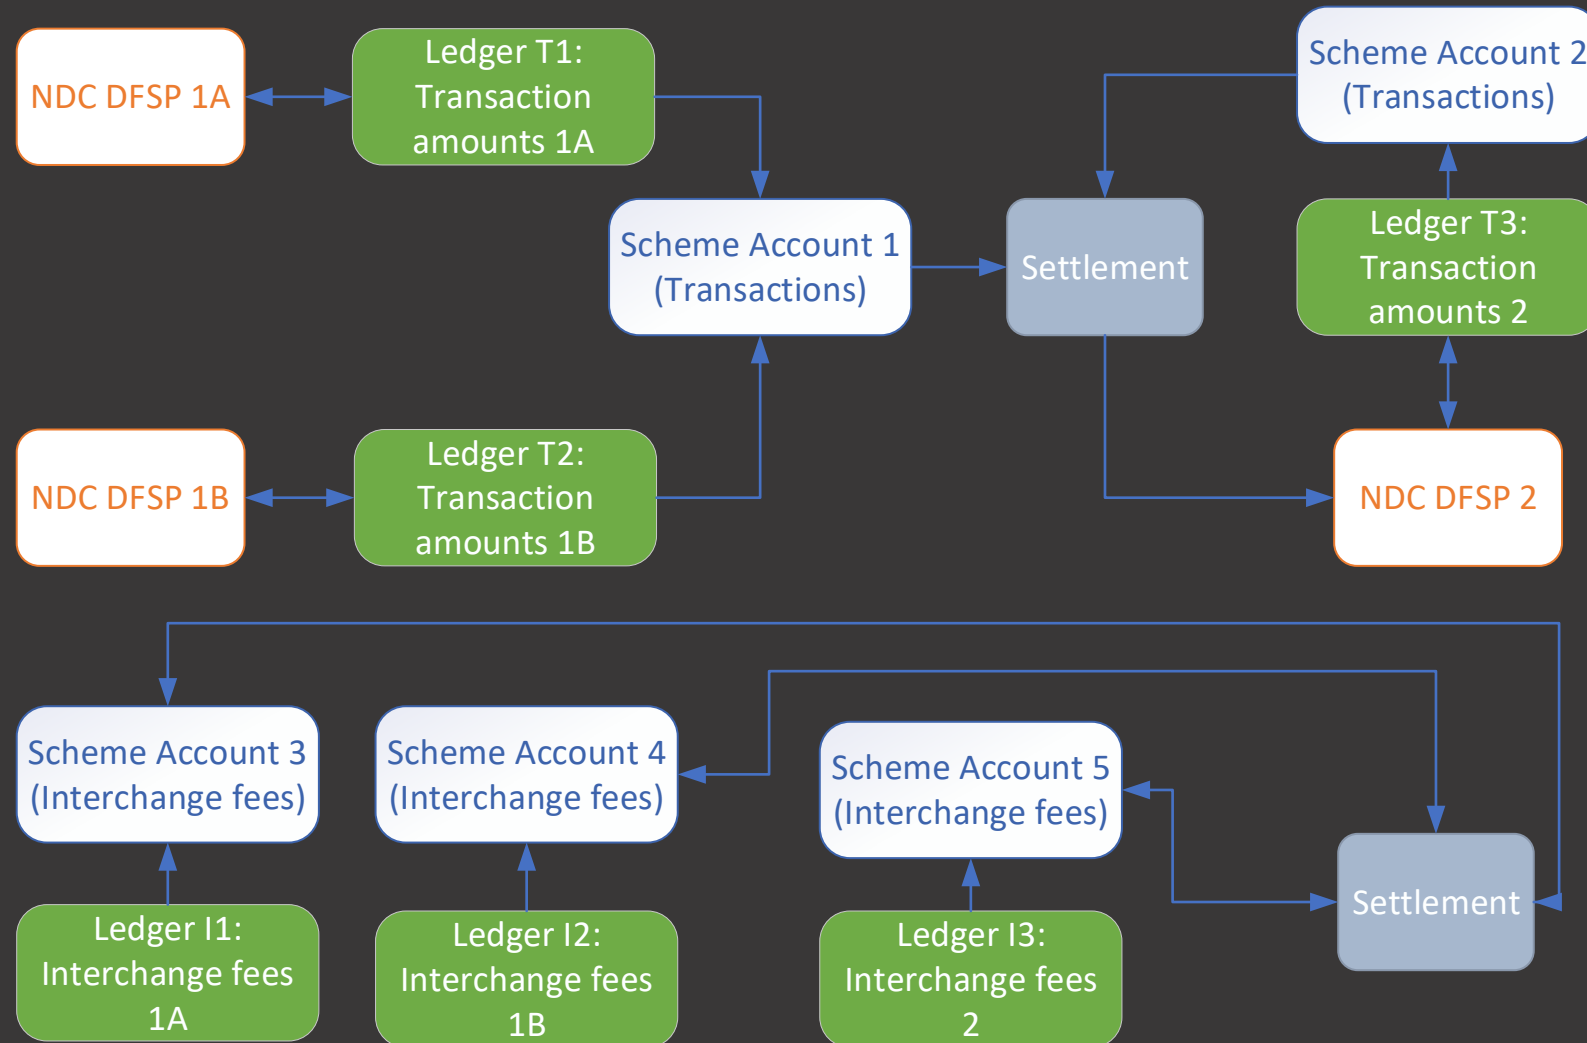 NDC DFSP 1A
Ledger T1:
Transaction
amounts 1A
Scheme Account 2
(Transactions)
Scheme Account 1
(Transactions)
Settlement
Ledger T3:
Transaction
amounts 2
NDC DFSP 1B
Ledger T2:
Transaction
amounts 1B
NDC DFSP 2
Scheme Account 3
(Interchange fees)
Scheme Account 4
(Interchange fees)
Scheme Account 5
(Interchange fees)
Settlement
Ledger I1:
Interchange fees
1A
Ledger I2:
Interchange fees
1B
Ledger I3:
Interchange fees
2